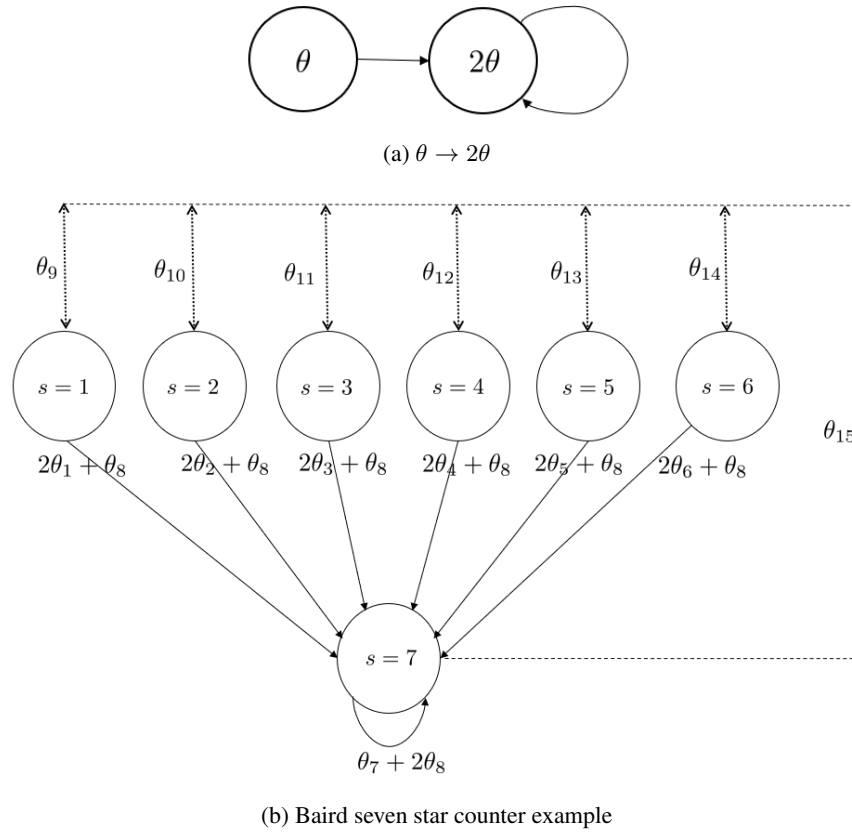 θ 2θ
(a) θ → 2θ
θ₉ θ₁₀ θ₁₁ θ₁₂ θ₁₃ θ₁₄
s = 1 s = 2 s = 3 s = 4 s = 5 s = 6
θ₁₅
2θ₁ + θ₈ 2θ₂ + θ₈ 2θ₃ + θ₈ 2θ₄ + θ₈ 2θ₅ + θ₈ 2θ₆ + θ₈
s = 7
θ₇ + 2θ₈
(b) Baird seven star counter example